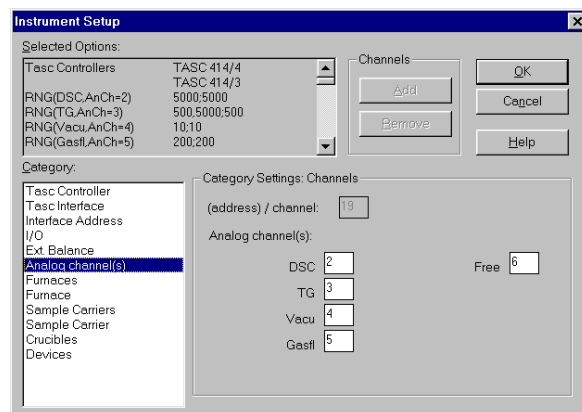 Instrument Setup
Selected Options:
Tasc Controllers TASC 414/4
TASC 414/3
RNG(DSC,AnCh=2) 5000;5000
RNG(TG,AnCh=3) 500,5000;500
RNG(Vacu,AnCh=4) 10;10
RNG(Gasfl,AnCh=5) 200;200
Channels
Add
Remove
OK
Cancel
Help
Category:
Tasc Controller
Tasc Interface
Interface Address
I/O
Ext. Balance
Analog channel(s)
Furnaces
Furnace
Sample Carriers
Sample Carrier
Crucibles
Devices
Category Settings: Channels
(address) / channel: 19
Analog channel(s):
DSC 2 Free 6
TG 3
Vacu 4
Gasfl 5